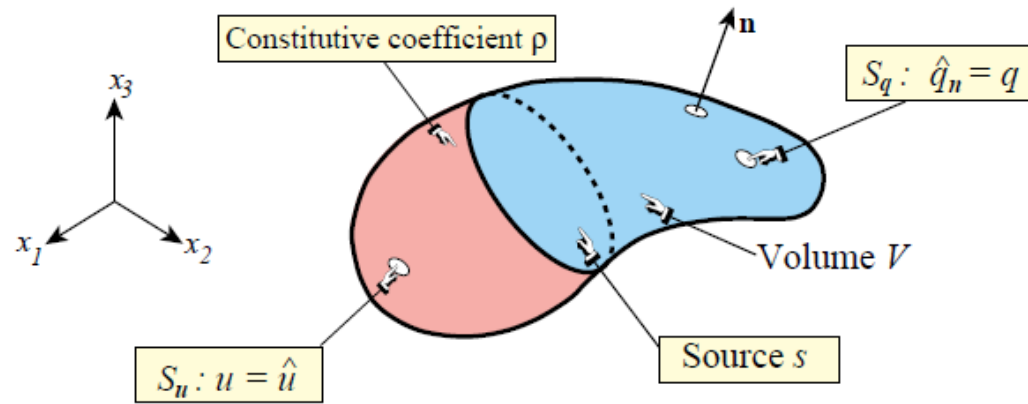 Constitutive coefficient ρ
n
S_q : q̂_n = q
x_3
x_1
x_2
Volume V
S_u : u = û
Source s